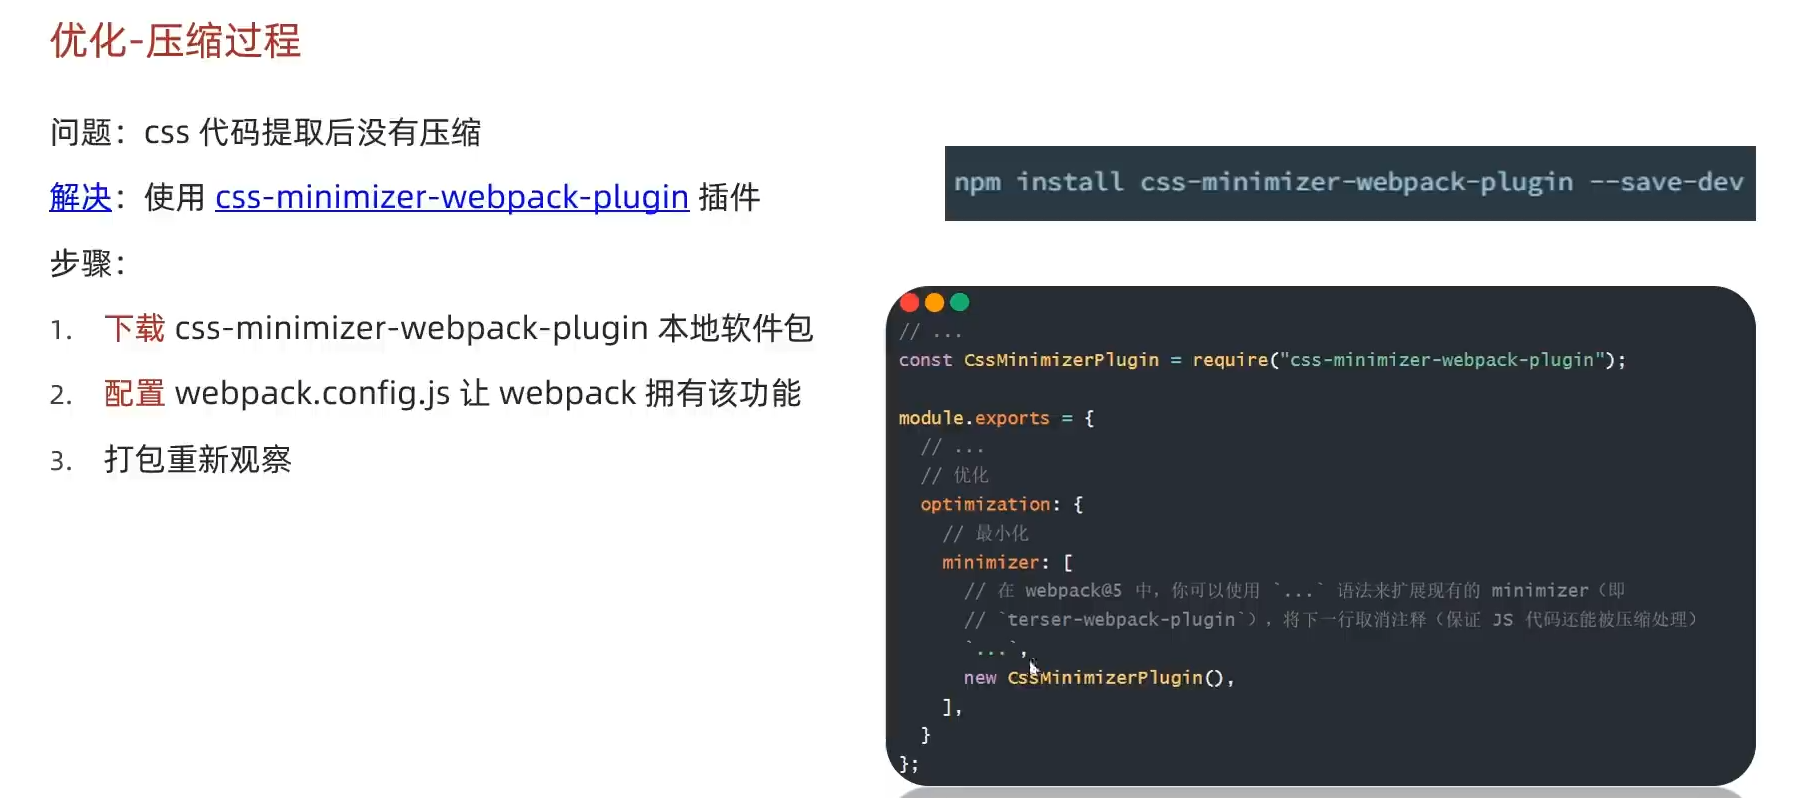 优化-压缩过程
问题：css 代码提取后没有压缩
解决：使用 css-minimizer-webpack-plugin 插件
步骤：
1. 下载 css-minimizer-webpack-plugin 本地软件包
2. 配置 webpack.config.js 让 webpack 拥有该功能
3. 打包重新观察
npm install css-minimizer-webpack-plugin --save-dev
// ...
const CssMinimizerPlugin = require("css-minimizer-webpack-plugin");
module.exports = {
// ...
// 优化
optimization: {
// 最小化
minimizer: [
// 在 webpack@5 中，你可以使用 `...` 语法来扩展现有的 minimizer（即
// `terser-webpack-plugin`），将下一行取消注释（保证 JS 代码还能被压缩处理）
`...`,
new CssMinimizerPlugin(),
],
}
};